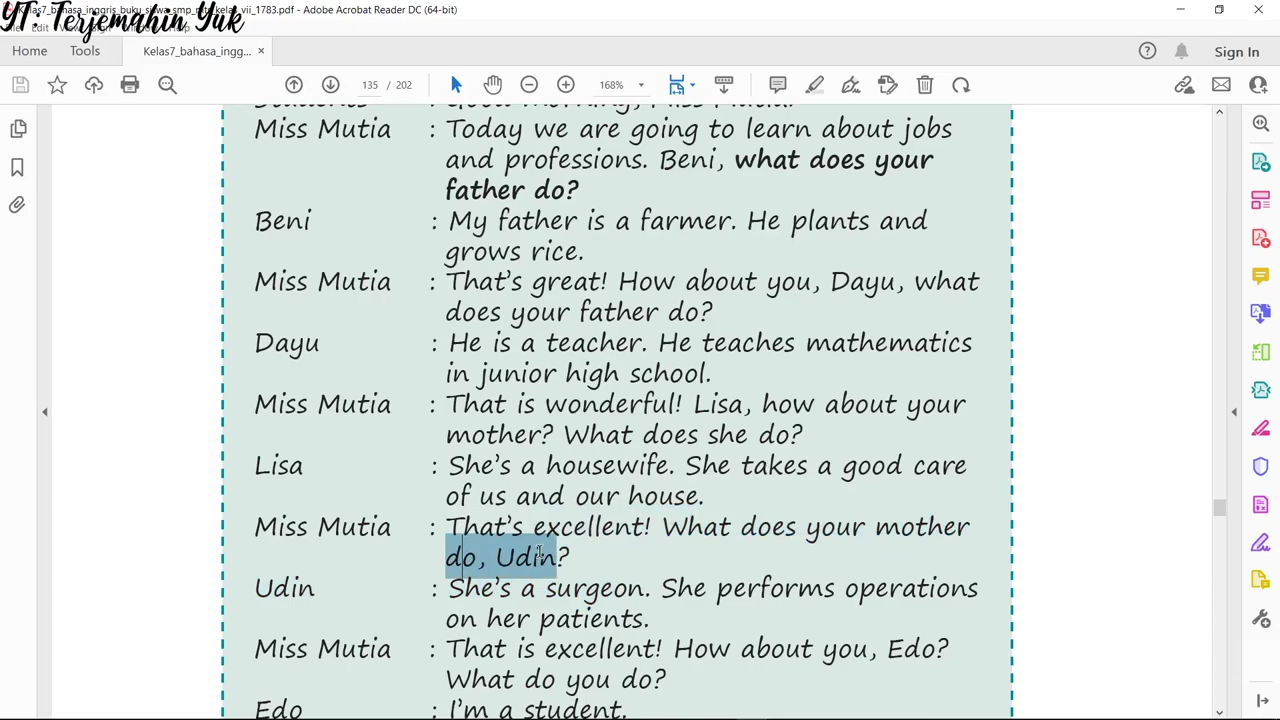 YT: Terjemahin Yuk
bahasa_inggris_buku_siswa_smp_mts_kelas_vii_1783.pdf - Adobe Acrobat Reader DC (64-bit)
Home Tools Kelas7_bahasa_ingg... × Sign In
135 / 202 168%
Students : Good morning, Miss Mutia.
Miss Mutia : Today we are going to learn about jobs
and professions. Beni, what does your
father do?
Beni : My father is a farmer. He plants and
grows rice.
Miss Mutia : That's great! How about you, Dayu, what
does your father do?
Dayu : He is a teacher. He teaches mathematics
in junior high school.
Miss Mutia : That is wonderful! Lisa, how about your
mother? What does she do?
Lisa : She's a housewife. She takes a good care
of us and our house.
Miss Mutia : That's excellent! What does your mother
do, Udin?
Udin : She's a surgeon. She performs operations
on her patients.
Miss Mutia : That is excellent! How about you, Edo?
What do you do?
Edo : I'm a student.